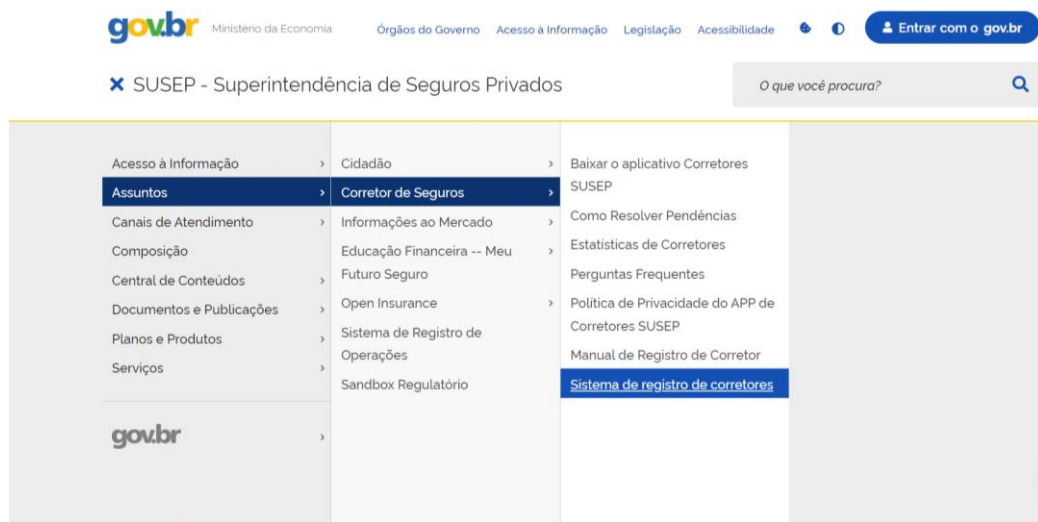 gov.br Ministério da Economia Órgãos do Governo Acesso à Informação Legislação Acessibilidade Entrar com o gov.br
SUSEP - Superintendência de Seguros Privados O que você procura?
Acesso à Informação
Assuntos
Canais de Atendimento
Composição
Central de Conteúdos
Documentos e Publicações
Planos e Produtos
Serviços
gov.br
Cidadão
Corretor de Seguros
Informações ao Mercado
Educação Financeira -- Meu
Futuro Seguro
Open Insurance
Sistema de Registro de
Operações
Sandbox Regulatório
Baixar o aplicativo Corretores
SUSEP
Como Resolver Pendências
Estatísticas de Corretores
Perguntas Frequentes
Política de Privacidade do APP de
Corretores SUSEP
Manual de Registro de Corretor
Sistema de registro de corretores